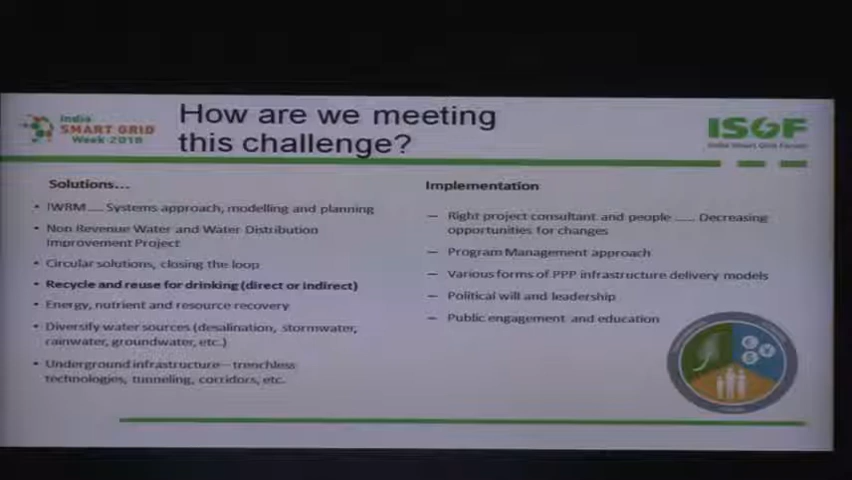 India
SMART GRID
Week-2018
How are we meeting
this challenge?
ISGF
India Smart Grid Forum
Solutions...
• IWRM ..... Systems approach, modelling and planning
• Non Revenue Water and Water Distribution
Improvement Project
• Circular solutions, closing the loop
• Recycle and reuse for drinking (direct or indirect)
• Energy, nutrient and resource recovery
• Diversify water sources (desalination, stormwater,
rainwater, groundwater, etc.)
• Underground infrastructure – trenchless
technologies, tunneling, corridors, etc.
Implementation
– Right project consultant and people ...... Decreasing
opportunities for changes
– Program Management approach
– Various forms of PPP infrastructure delivery models
– Political will and leadership
– Public engagement and education